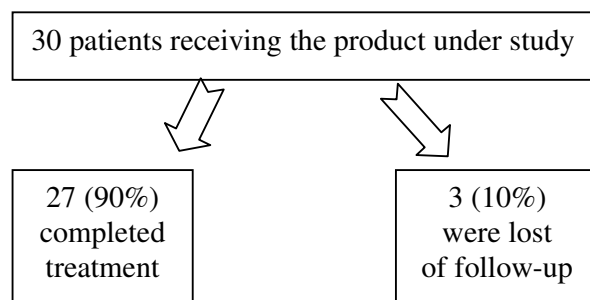 30 patients receiving the product under study
27 (90%)
completed
treatment
3 (10%)
were lost
of follow-up